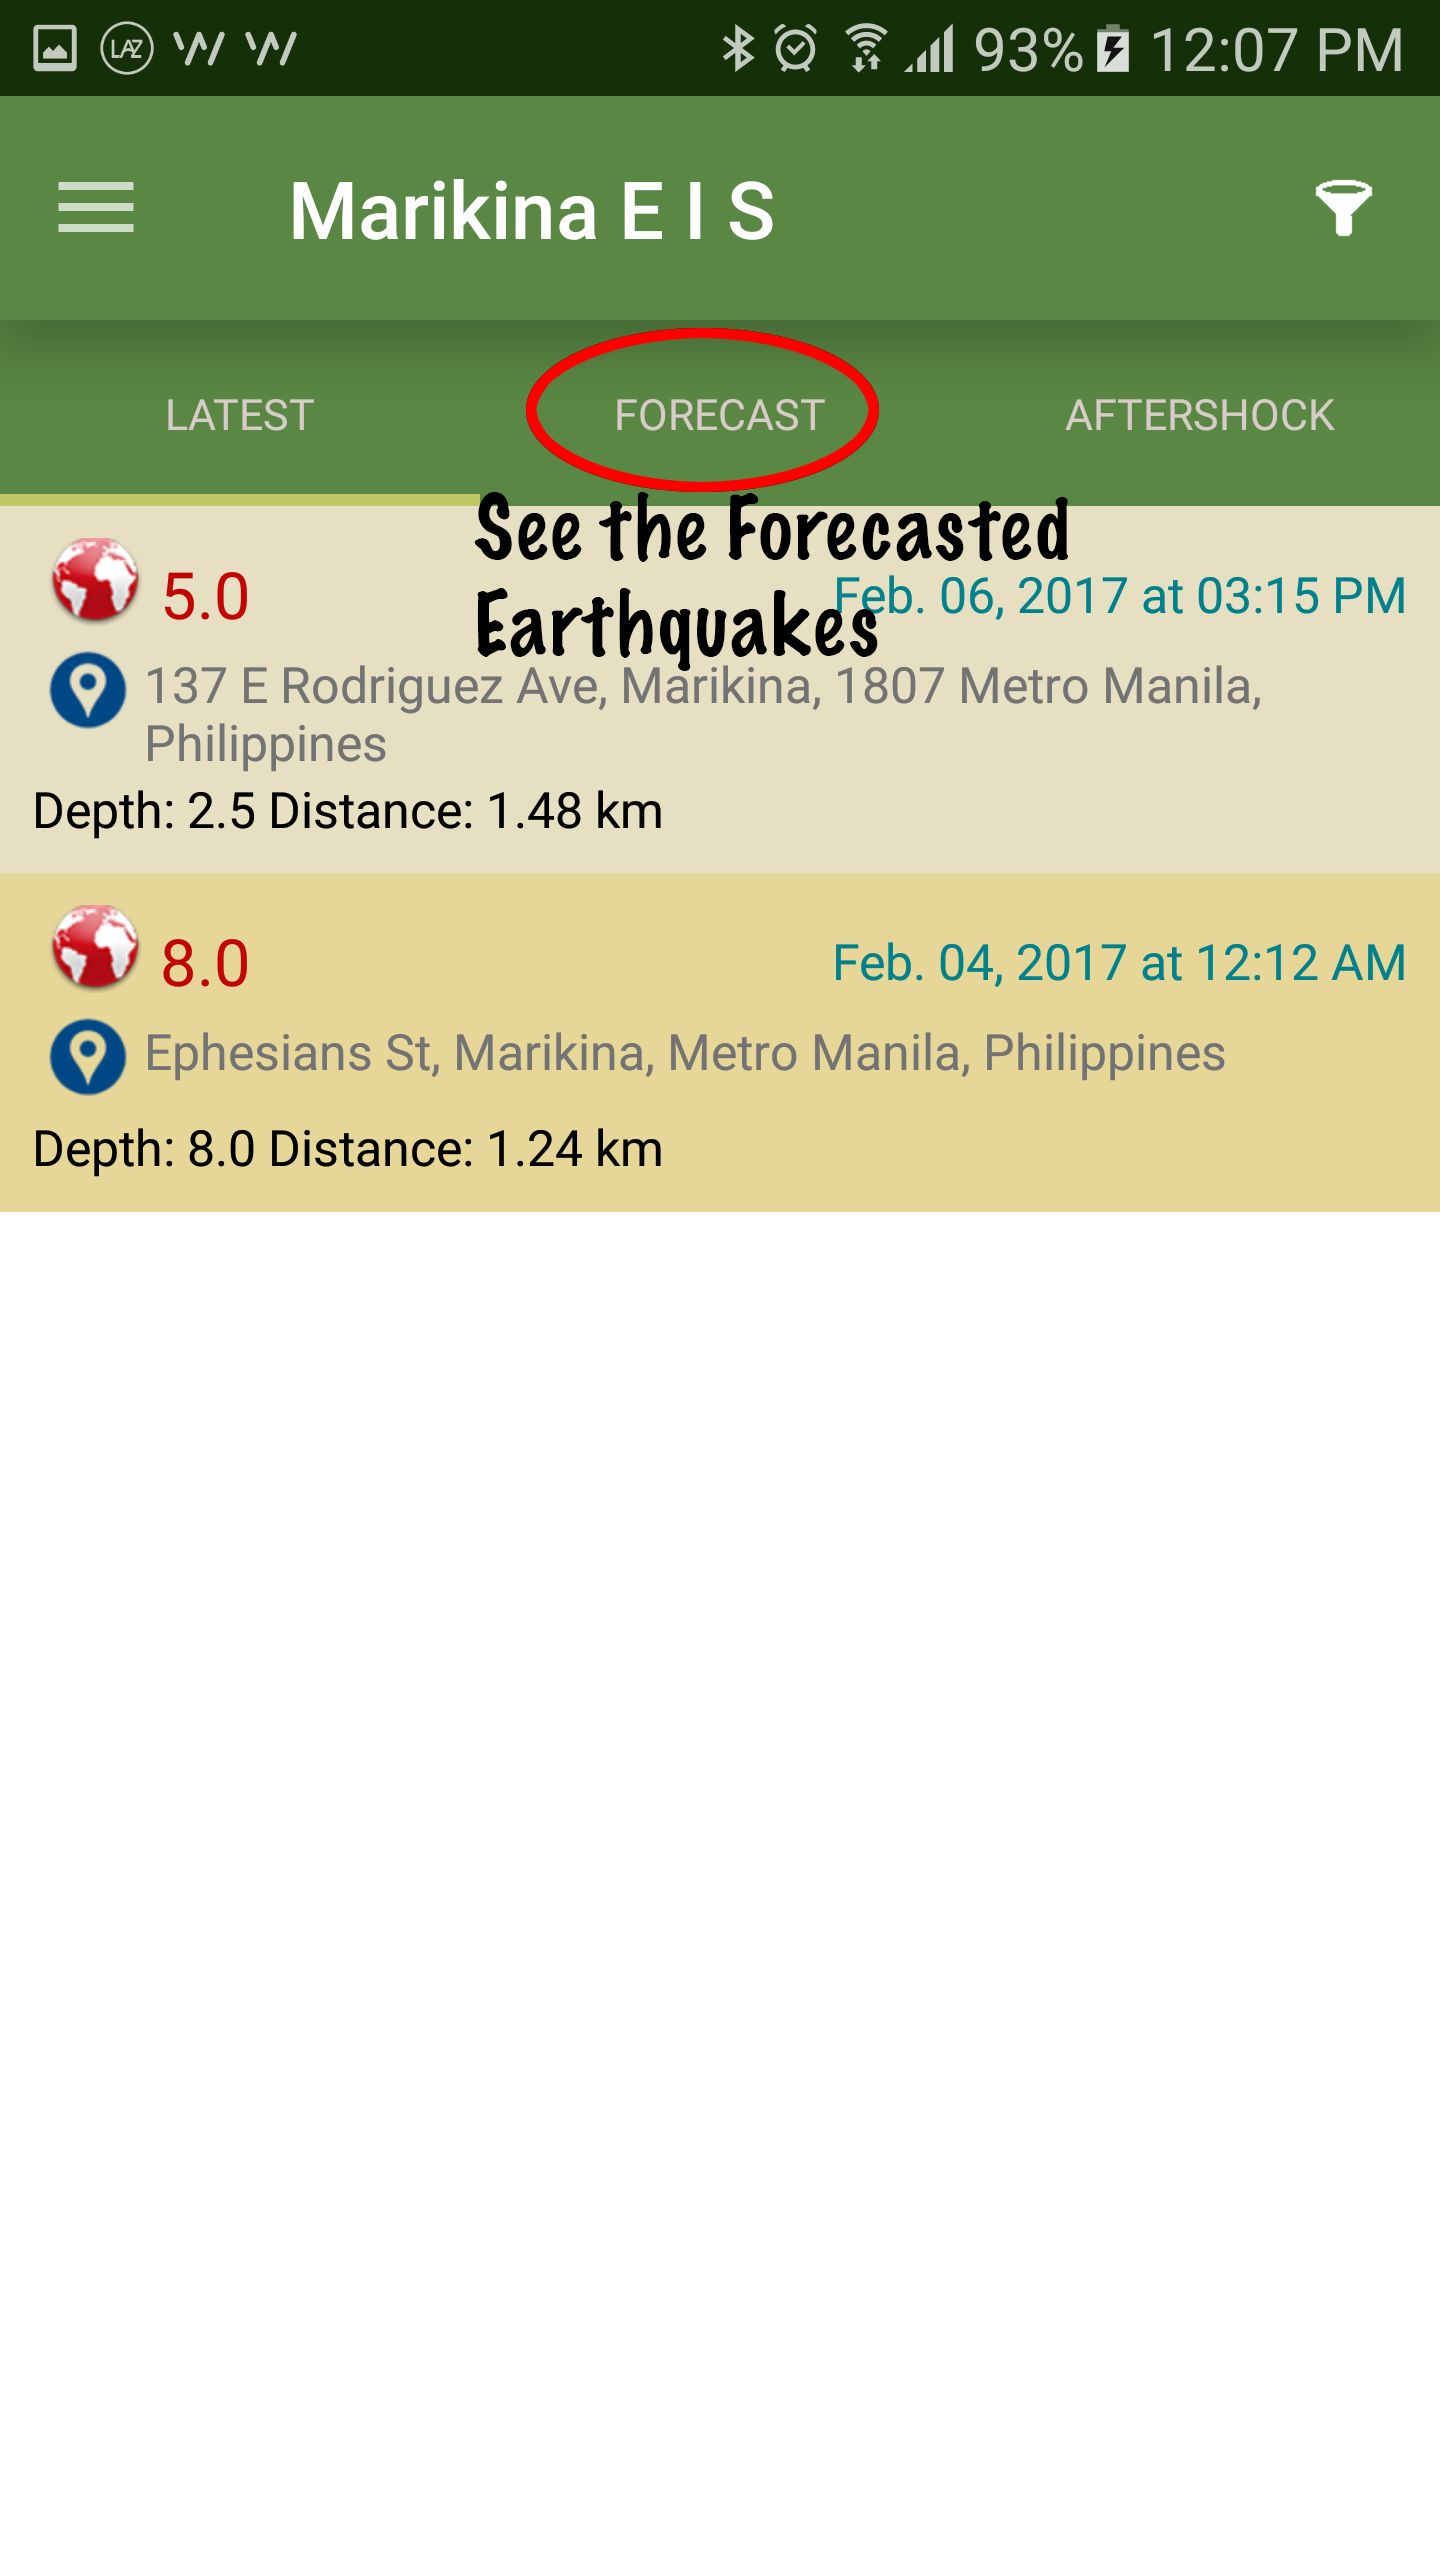 LAZ
93% 12:07 PM
Marikina E I S
LATEST FORECAST AFTERSHOCK
See the Forecasted
Earthquakes
5.0 Feb. 06, 2017 at 03:15 PM
137 E Rodriguez Ave, Marikina, 1807 Metro Manila,
Philippines
Depth: 2.5 Distance: 1.48 km
8.0 Feb. 04, 2017 at 12:12 AM
Ephesians St, Marikina, Metro Manila, Philippines
Depth: 8.0 Distance: 1.24 km